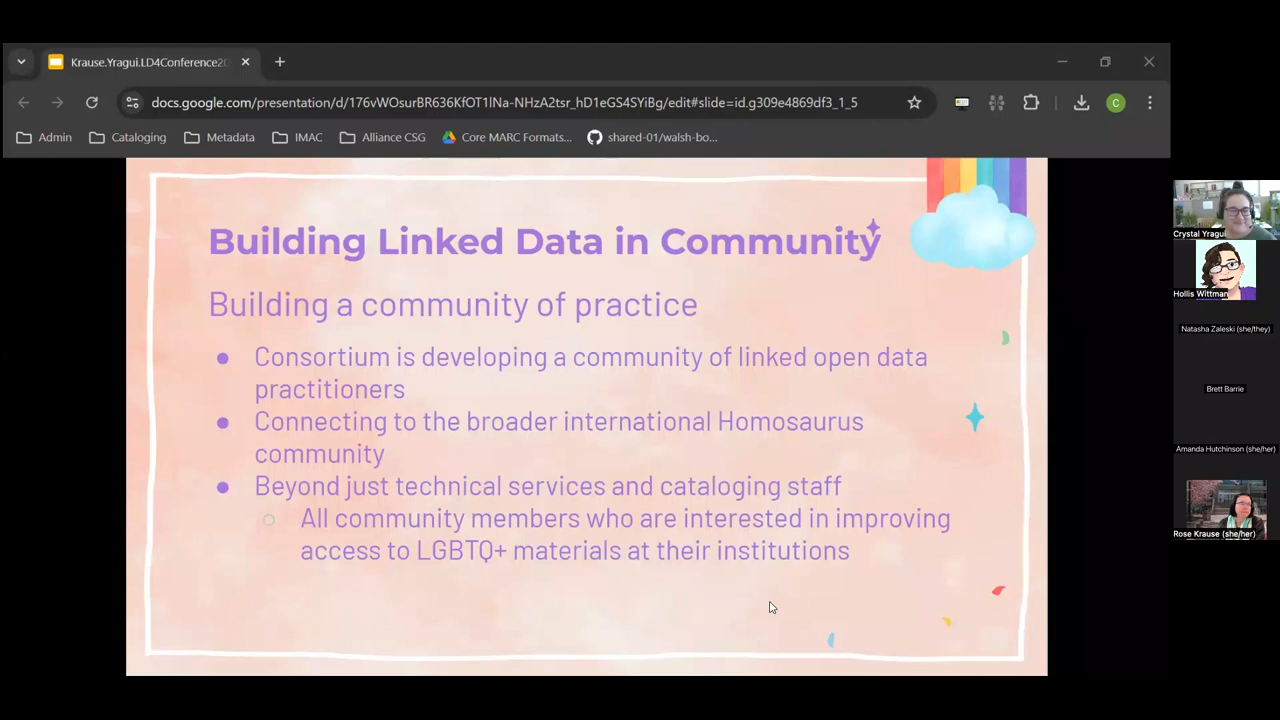 Krause.Yragui.LD4Conference20
docs.google.com/presentation/d/176vWOsurBR636KfOT1lNa-NHzA2tsr_hD1eGS4SYiBg/edit#slide=id.g309e4869df3_1_5
C
Admin
Cataloging
Metadata
IMAC
Alliance CSG
Core MARC Formats...
shared-01/walsh-bo...
Building Linked Data in Community
Building a community of practice
● Consortium is developing a community of linked open data
practitioners
● Connecting to the broader international Homosaurus
community
● Beyond just technical services and cataloging staff
○ All community members who are interested in improving
access to LGBTQ+ materials at their institutions
Crystal Yragui
Hollis Wittman
Natasha Zaleski (she/they)
Brett Barrie
Amanda Hutchinson (she/her)
Rose Krause (she/her)